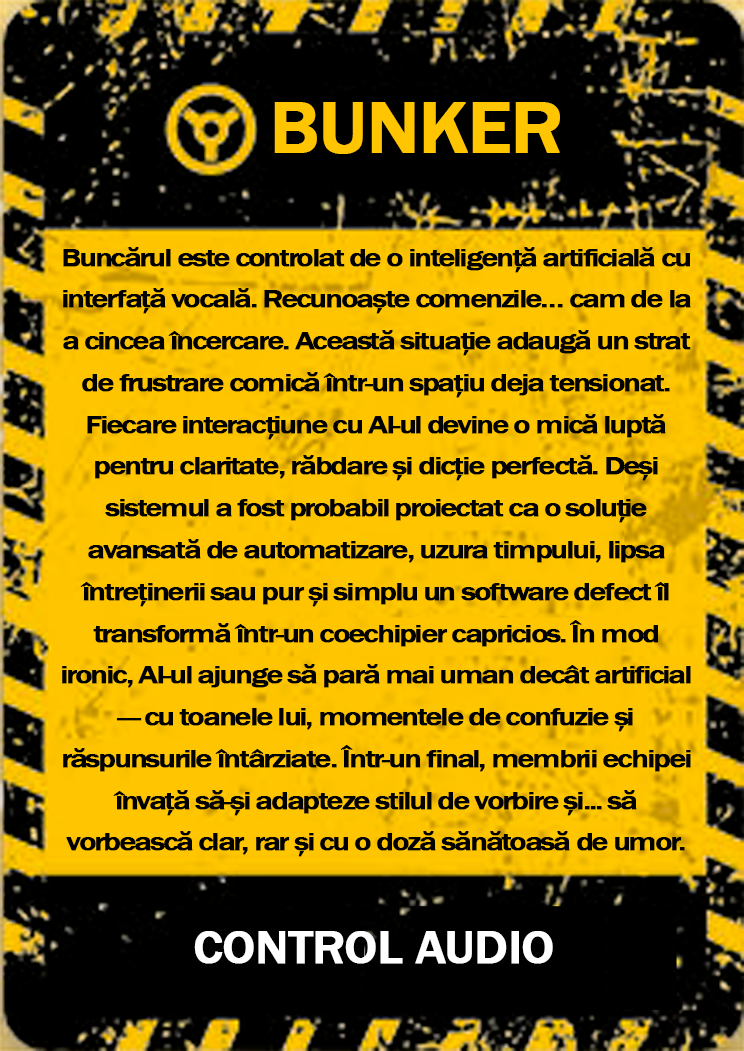 BUNKER
Buncărul este controlat de o inteligență artificială cu
interfață vocală. Recunoaște comenzile... cam de la
a cincea încercare. Această situație adaugă un strat
de frustrare comică într-un spațiu deja tensionat.
Fiecare interacțiune cu AI-ul devine o mică luptă
pentru claritate, răbdare și dicție perfectă. Deși
sistemul a fost probabil proiectat ca o soluție
avansată de automatizare, uzura timpului, lipsa
întreținerii sau pur și simplu un software defect îl
transformă într-un coechipier capricios. În mod
ironic, AI-ul ajunge să pară mai uman decât artificial
— cu toanele lui, momentele de confuzie și
răspunsurile întârziate. Într-un final, membrii echipei
învață să-și adapteze stilul de vorbire și... să
vorbească clar, rar și cu o doză sănătoasă de umor.
CONTROL AUDIO